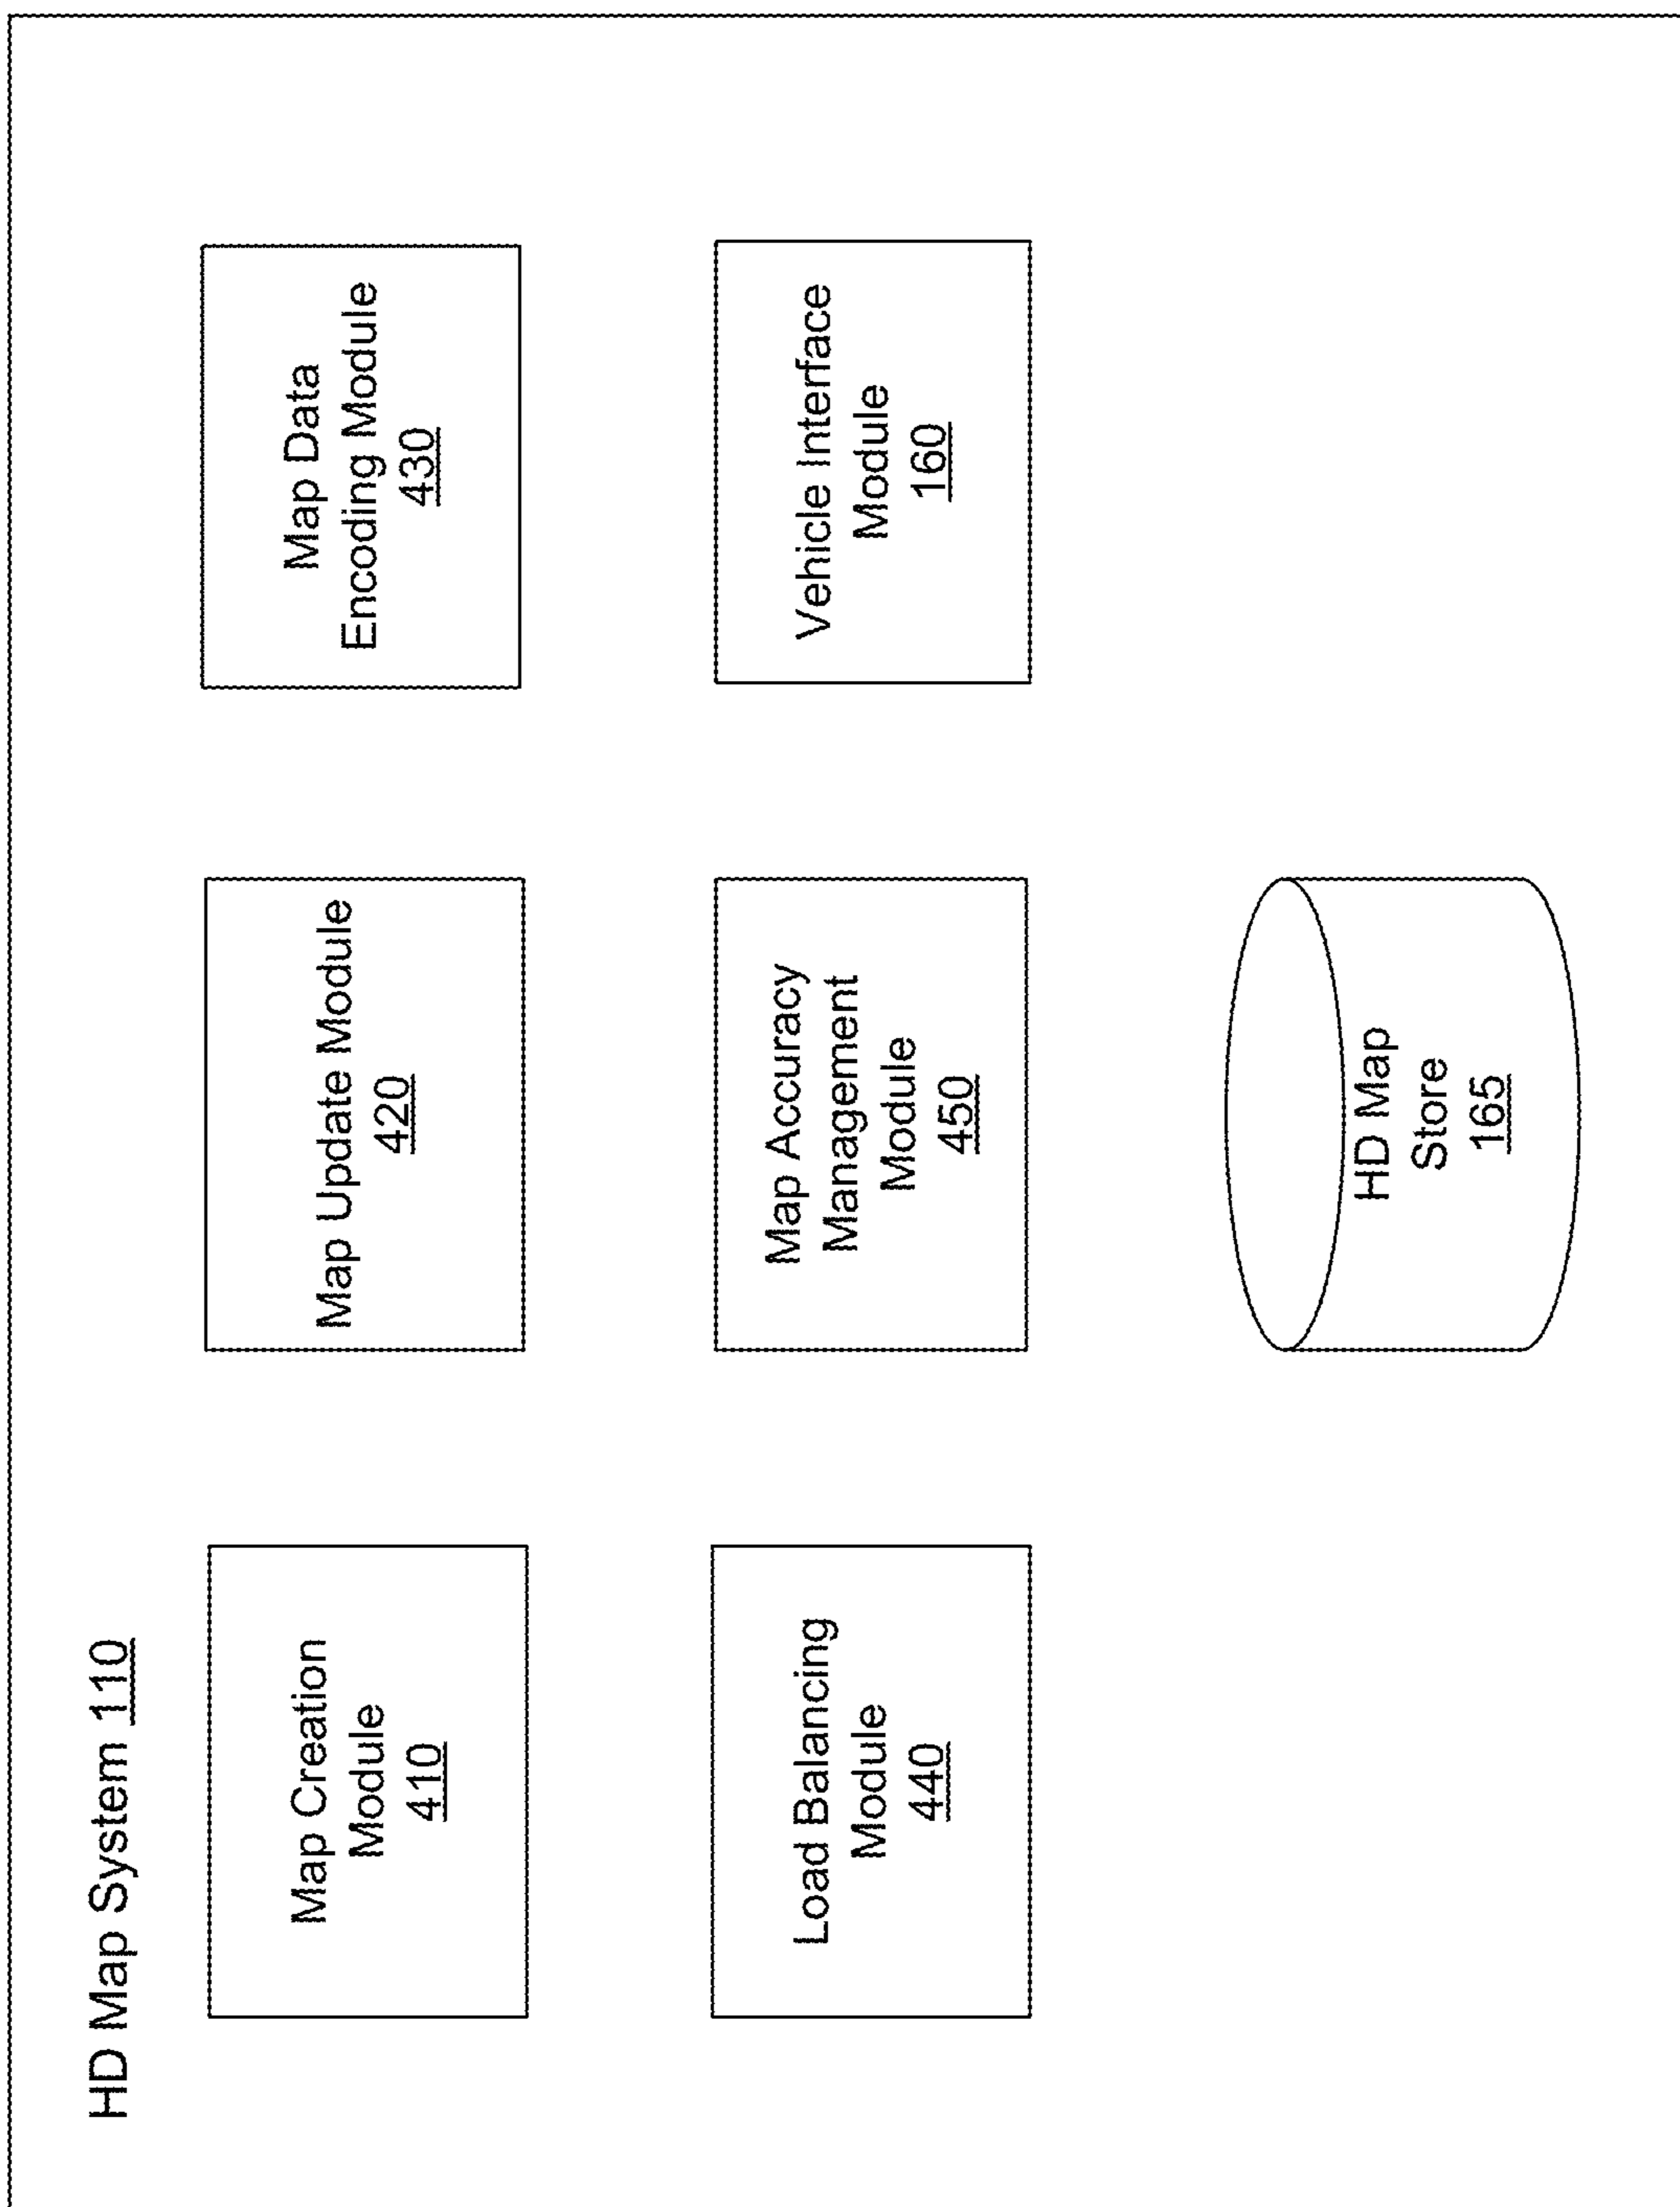 HD Map System 110
Map Creation
Module
410
Map Update Module
420
Map Data
Encoding Module
430
Load Balancing
Module
440
Map Accuracy
Management
Module
450
Vehicle Interface
Module
160
HD Map
Store
165